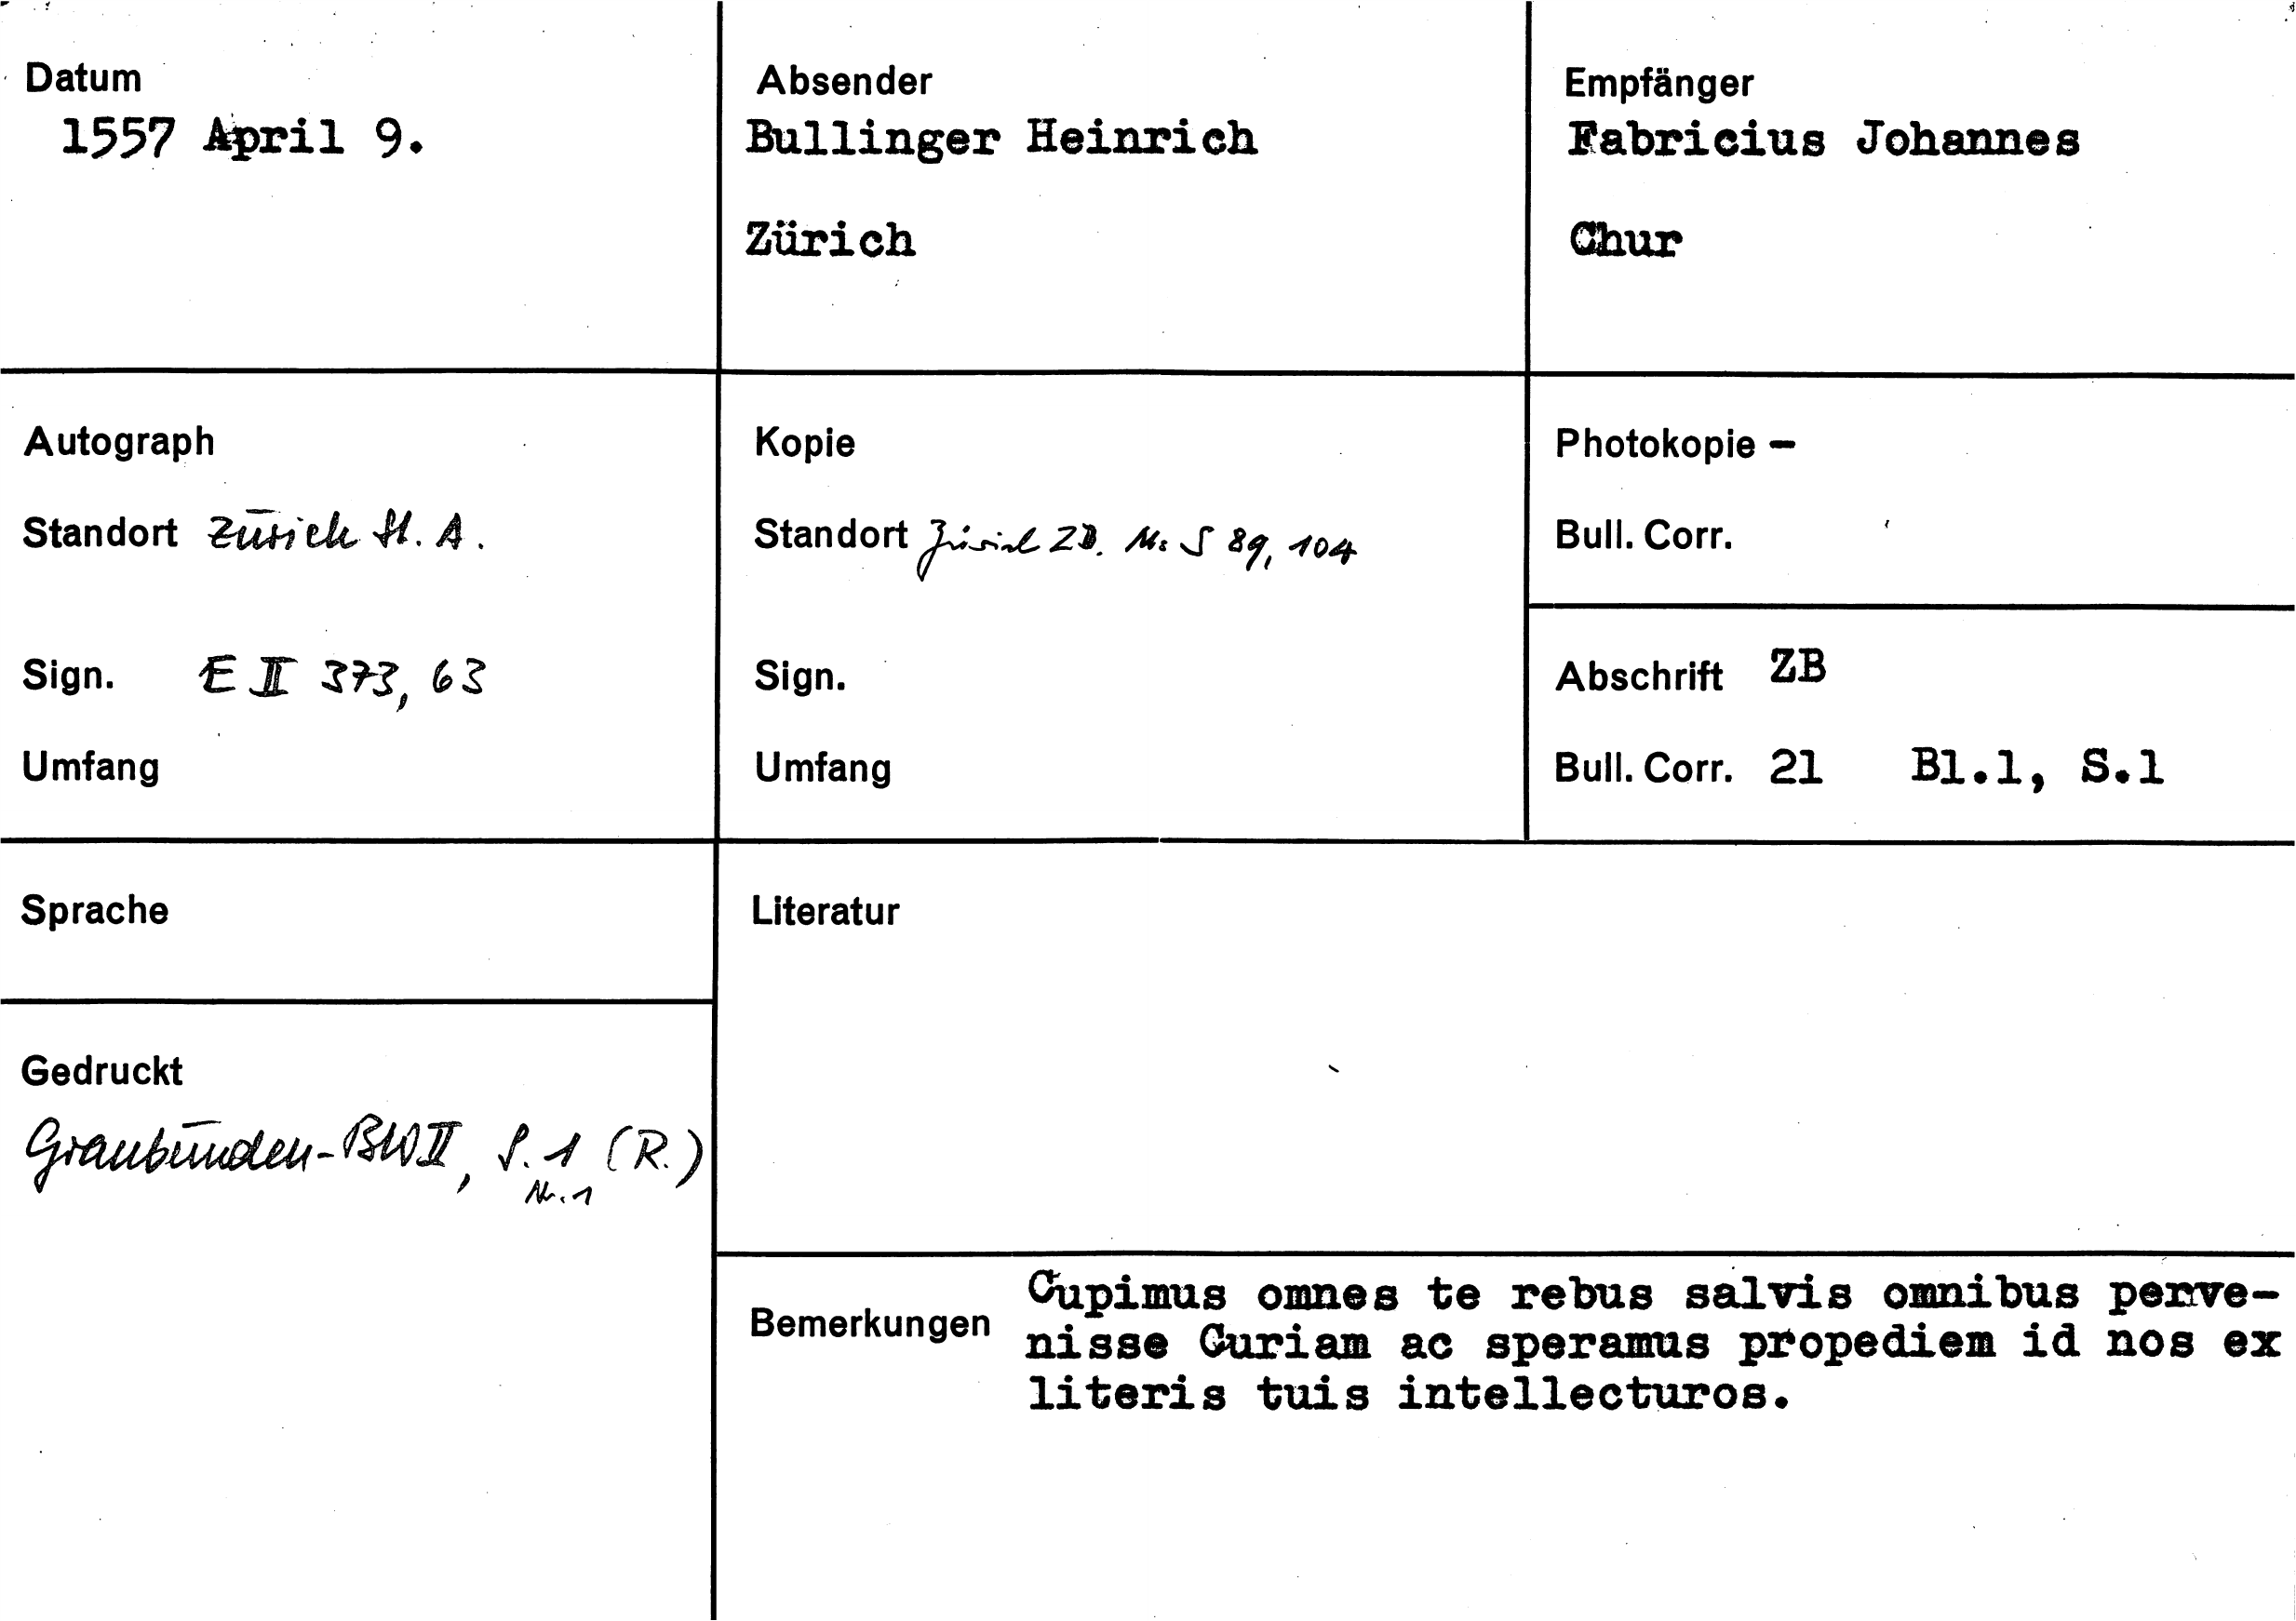 Datum
1557 April 9.
Absender
Bullinger Heinrich
Zürich
Empfänger
Fabricius Johannes
Chur
Autograph
Standort Zürich St. A.
Sign. E II 373, 63
Umfang
Kopie
Standort Zürich ZB. Ms S 89, 104
Sign.
Umfang
Photokopie –
Bull. Corr.
Abschrift ZB
Bull. Corr. 21 Bl.1, S.1
Sprache
Literatur
Gedruckt
Graubünden-BW II, S. 1 (R.)
Nr. 1
Bemerkungen
Cupimus omnes te rebus salvis omnibus perve-
nisse Curiam ac speramus propediem id nos ex
literis tuis intellecturos.